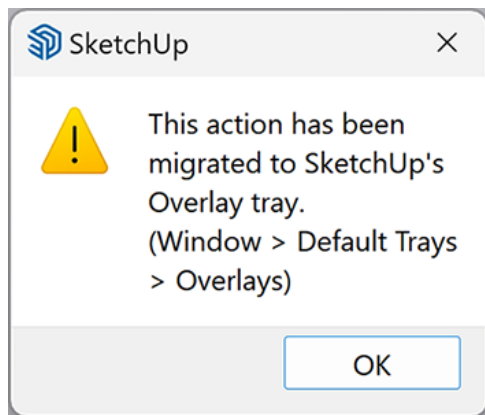 SketchUp
This action has been
migrated to SketchUp's
Overlay tray.
(Window > Default Trays
> Overlays)
OK